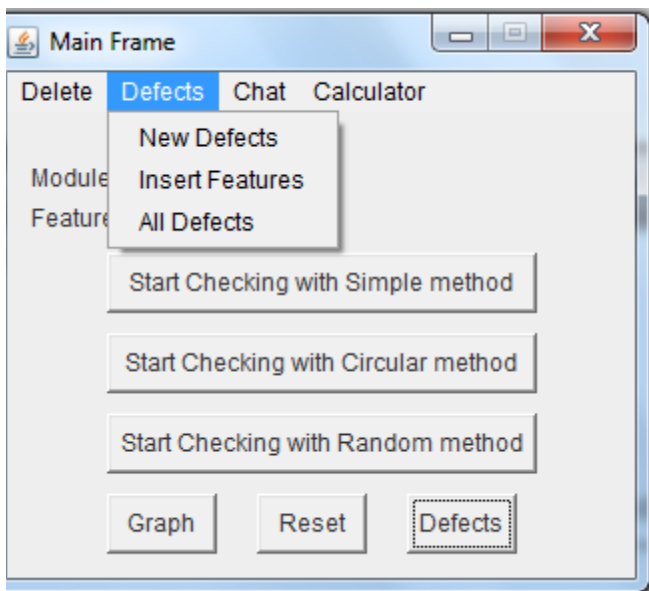 Main Frame
Delete Defects Chat Calculator
New Defects
Module
Insert Features
Feature
All Defects
Start Checking with Simple method
Start Checking with Circular method
Start Checking with Random method
Graph Reset Defects